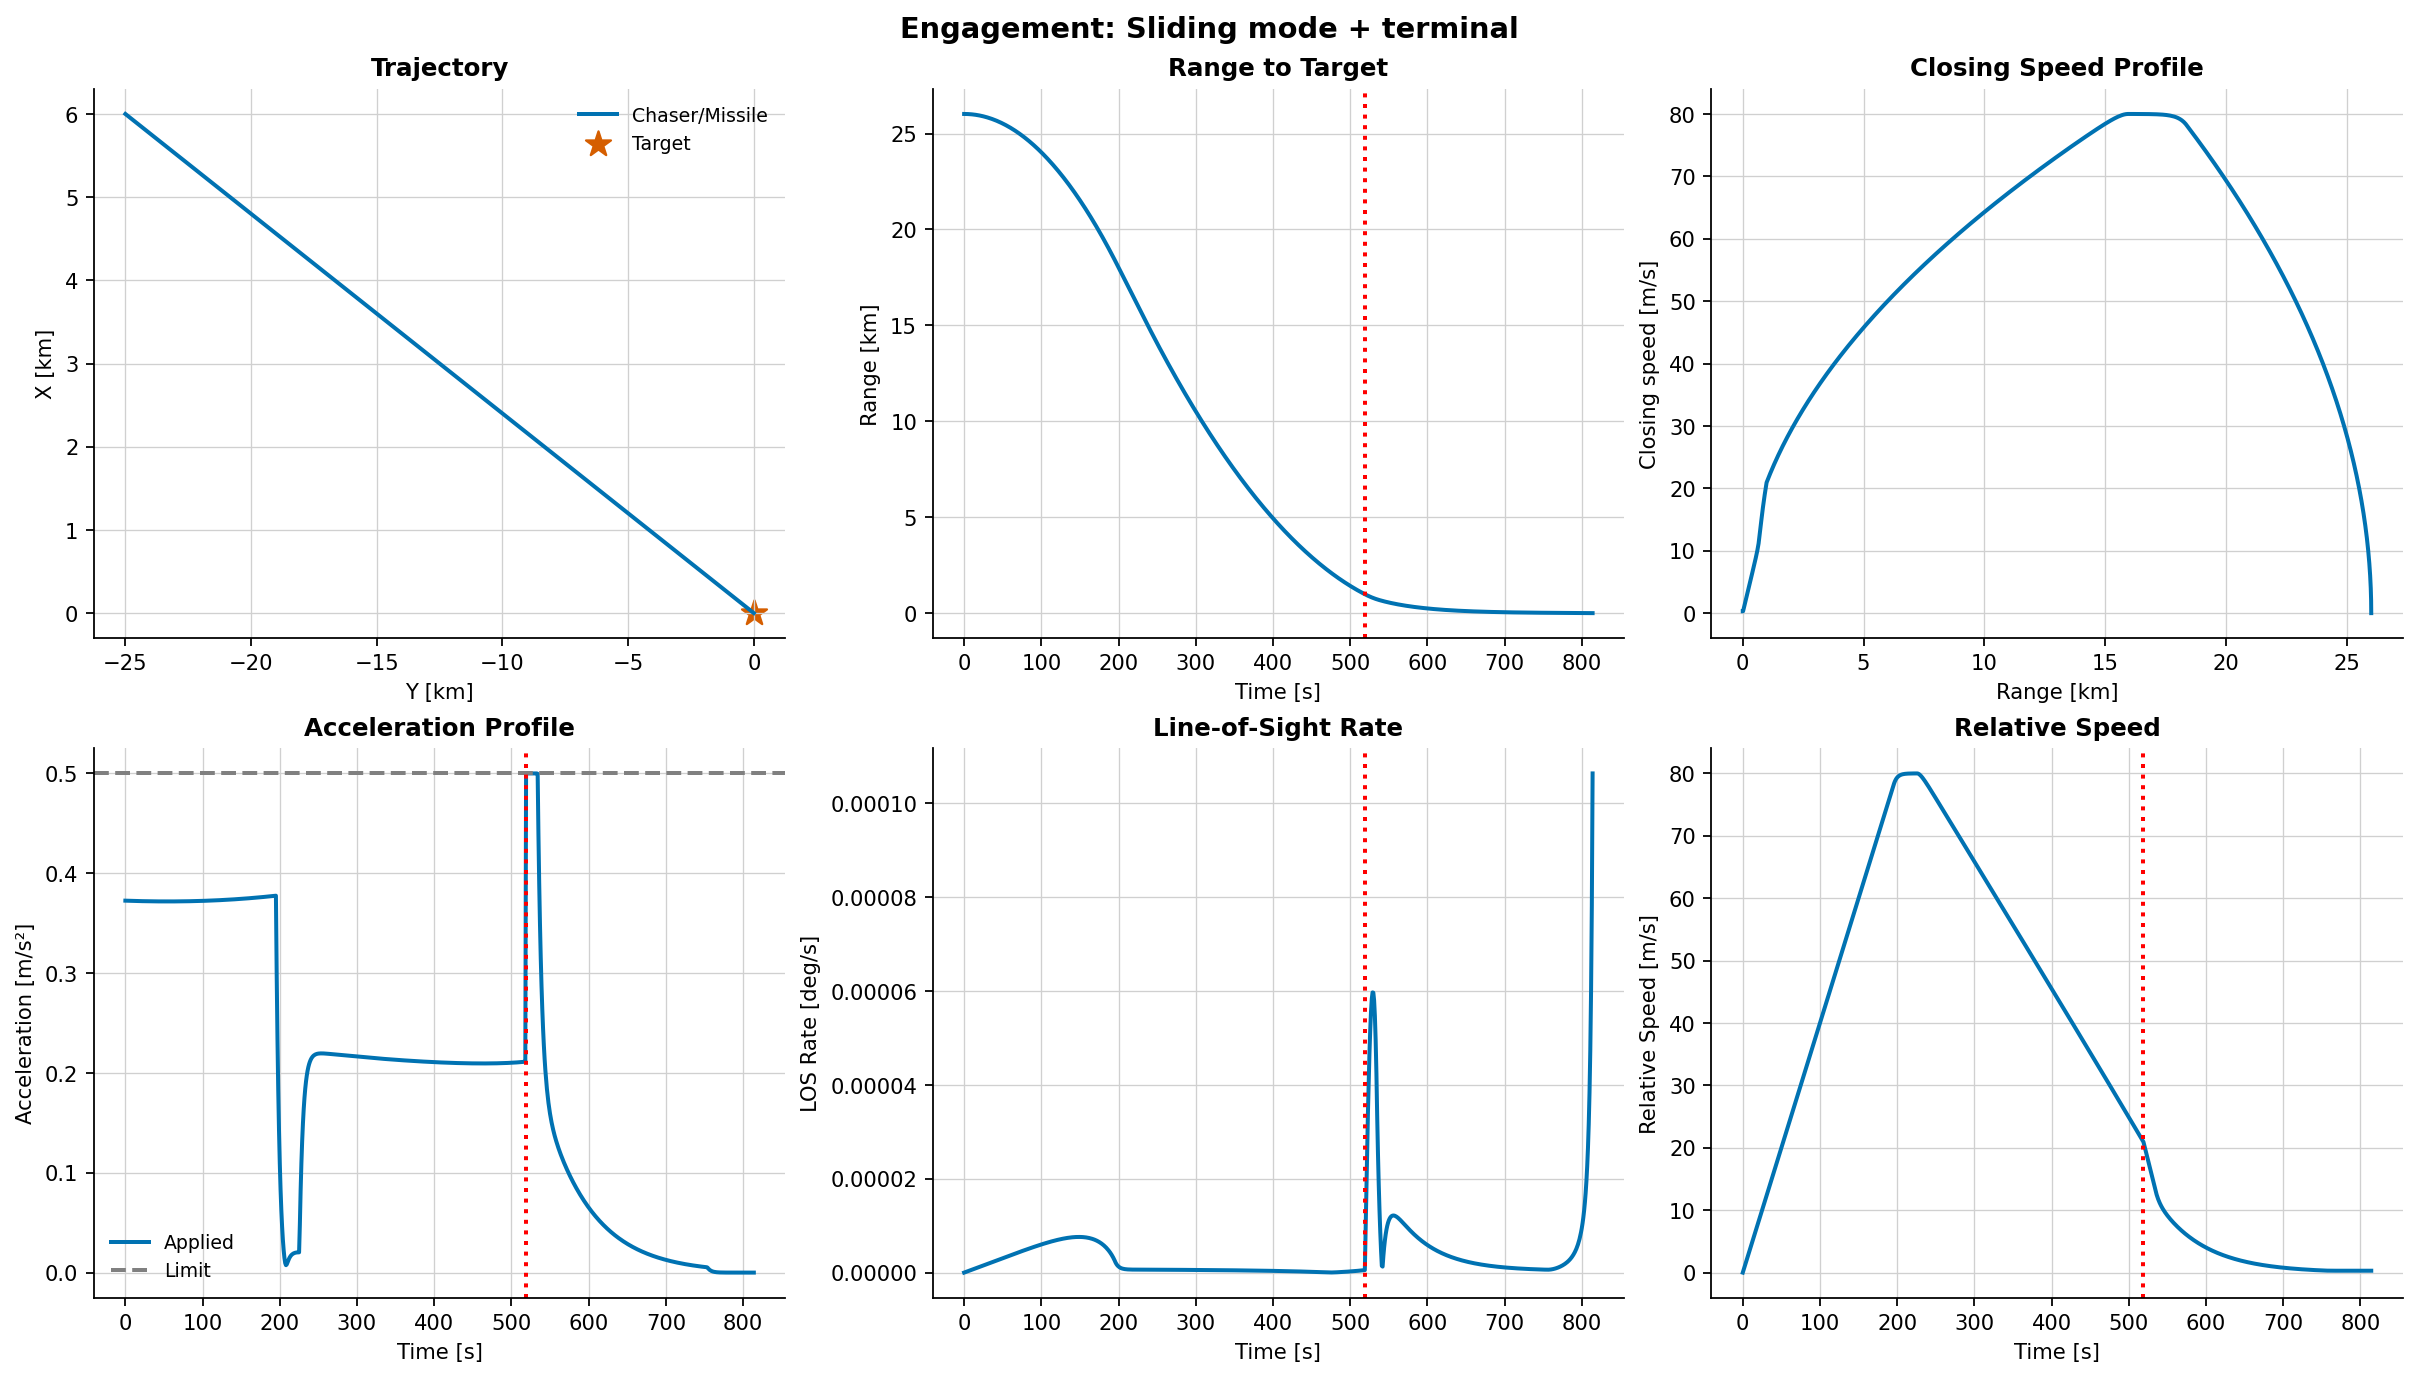 Engagement: Sliding mode + terminal
Trajectory
6
5
4
3
2
1
0
X [km]
−25 −20 −15 −10 −5 0
Y [km]
Chaser/Missile
Target
Range to Target
25
20
15
10
5
0
Range [km]
0 100 200 300 400 500 600 700 800
Time [s]
Closing Speed Profile
80
70
60
50
40
30
20
10
0
Closing speed [m/s]
0 5 10 15 20 25
Range [km]
Acceleration Profile
0.5
0.4
0.3
0.2
0.1
0.0
Acceleration [m/s²]
Applied
Limit
0 100 200 300 400 500 600 700 800
Time [s]
Line-of-Sight Rate
0.00010
0.00008
0.00006
0.00004
0.00002
0.00000
LOS Rate [deg/s]
0 100 200 300 400 500 600 700 800
Time [s]
Relative Speed
80
70
60
50
40
30
20
10
0
Relative Speed [m/s]
0 100 200 300 400 500 600 700 800
Time [s]